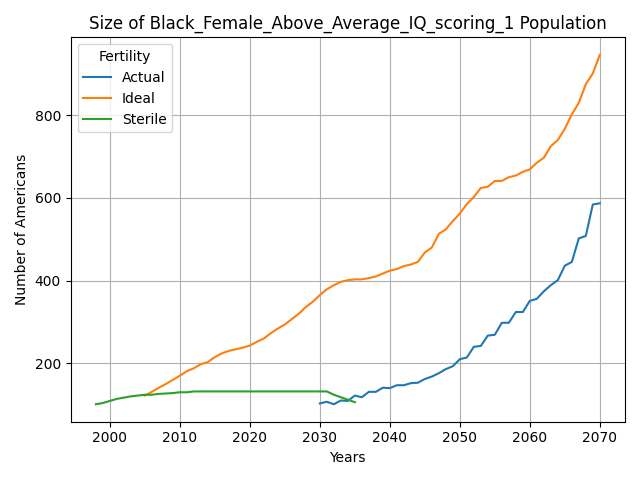 Size of Black_Female_Above_Average_IQ_scoring_1 Population
Fertility
Actual
Ideal
Sterile
Number of Americans
800
600
400
200
2000 2010 2020 2030 2040 2050 2060 2070
Years